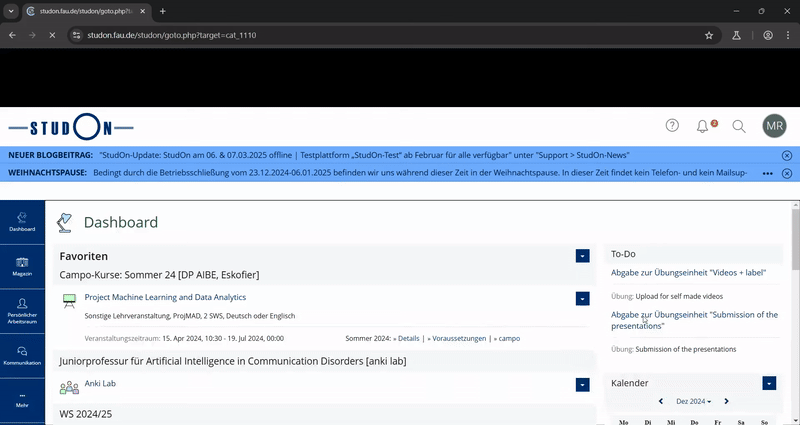 studon.fau.de/studon/goto.php?ta
studon.fau.de/studon/goto.php?target=cat_1110
STUDON
2
MR
NEUER BLOGBEITRAG: "StudOn-Update: StudOn am 06. & 07.03.2025 offline | Testplattform „StudOn-Test" ab Februar für alle verfügbar" unter "Support > StudOn-News"
WEIHNACHTSPAUSE: Bedingt durch die Betriebsschließung vom 23.12.2024-06.01.2025 befinden wir uns während dieser Zeit in der Weihnachtspause. In dieser Zeit findet kein Telefon- und kein Mailsup-
Dashboard
Magazin
Persönlicher
Arbeitsraum
Kommunikation
Mehr
Dashboard
Favoriten
Campo-Kurse: Sommer 24 [DP AIBE, Eskofier]
Project Machine Learning and Data Analytics
Sonstige Lehrveranstaltung, ProjMAD, 2 SWS, Deutsch oder Englisch
Veranstaltungszeitraum: 15. Apr 2024, 10:30 - 19. Jul 2024, 00:00
Sommer 2024: » Details | » Voraussetzungen | » campo
Juniorprofessur für Artificial Intelligence in Communication Disorders [anki lab]
Anki Lab
WS 2024/25
To-Do
Abgabe zur Übungseinheit "Videos + label"
Übung: Upload for self made videos
Abgabe zur Übungseinheit "Submission of the
presentations"
Übung: Submission of the presentations
Kalender
Dez 2024
Mo Di Mi Do Fr Sa So